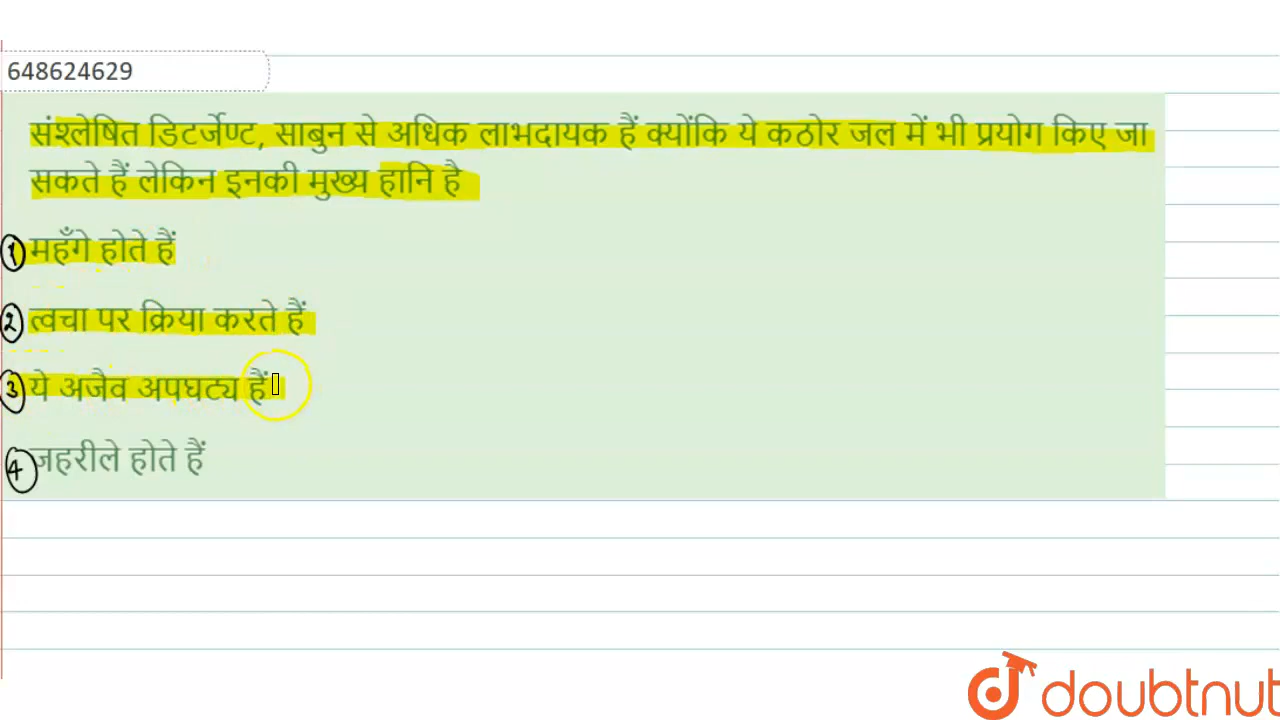 648624629
संश्लेषित डिटर्जेण्ट, साबुन से अधिक लाभदायक हैं क्योंकि ये कठोर जल में भी प्रयोग किए जा
सकते हैं लेकिन इनकी मुख्य हानि है
1 महँगे होते हैं
2 त्वचा पर क्रिया करते हैं
3 ये अजैव अपघट्य हैं
4 जहरीले होते हैं
doubtnut